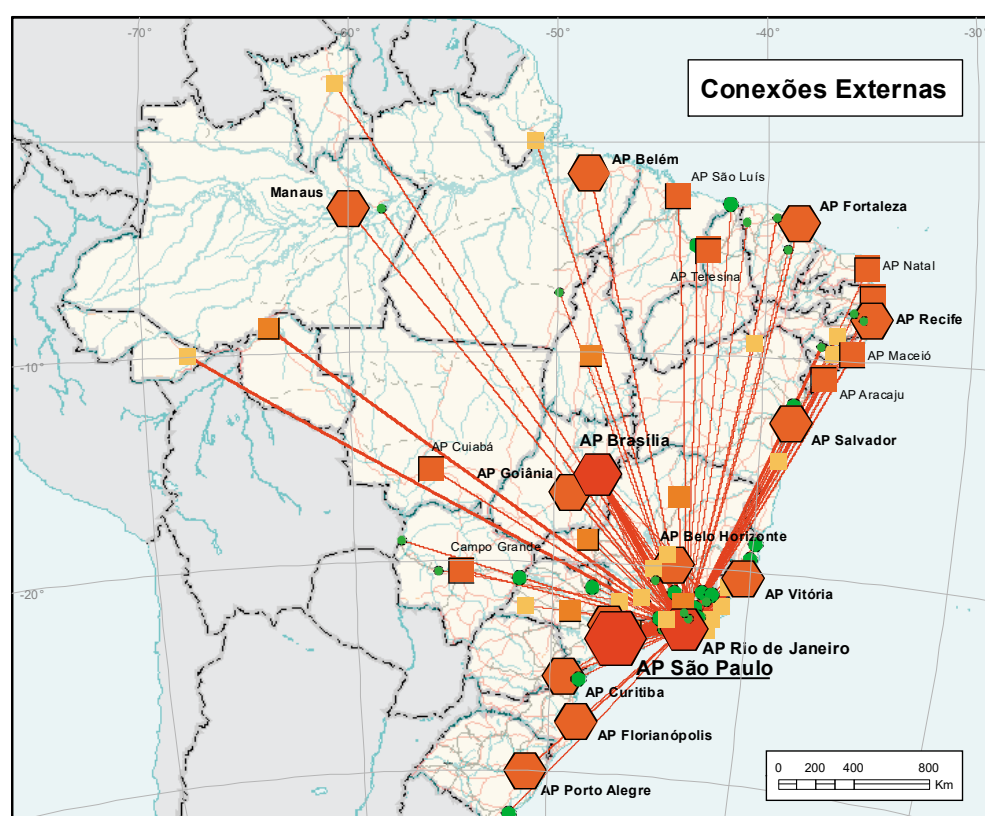 -70° -60° -50° -40° -30°
Conexões Externas
AP Belém
AP São Luís
Manaus
AP Fortaleza
AP Teresina
AP Natal
AP Recife
AP Maceió
-10°
AP Aracaju
AP Brasília
AP Salvador
AP Cuiabá
AP Goiânia
AP Belo Horizonte
Campo Grande
-20°
AP Vitória
AP Rio de Janeiro
AP São Paulo
AP Curitiba
AP Florianópolis
0 200 400 800
Km
AP Porto Alegre